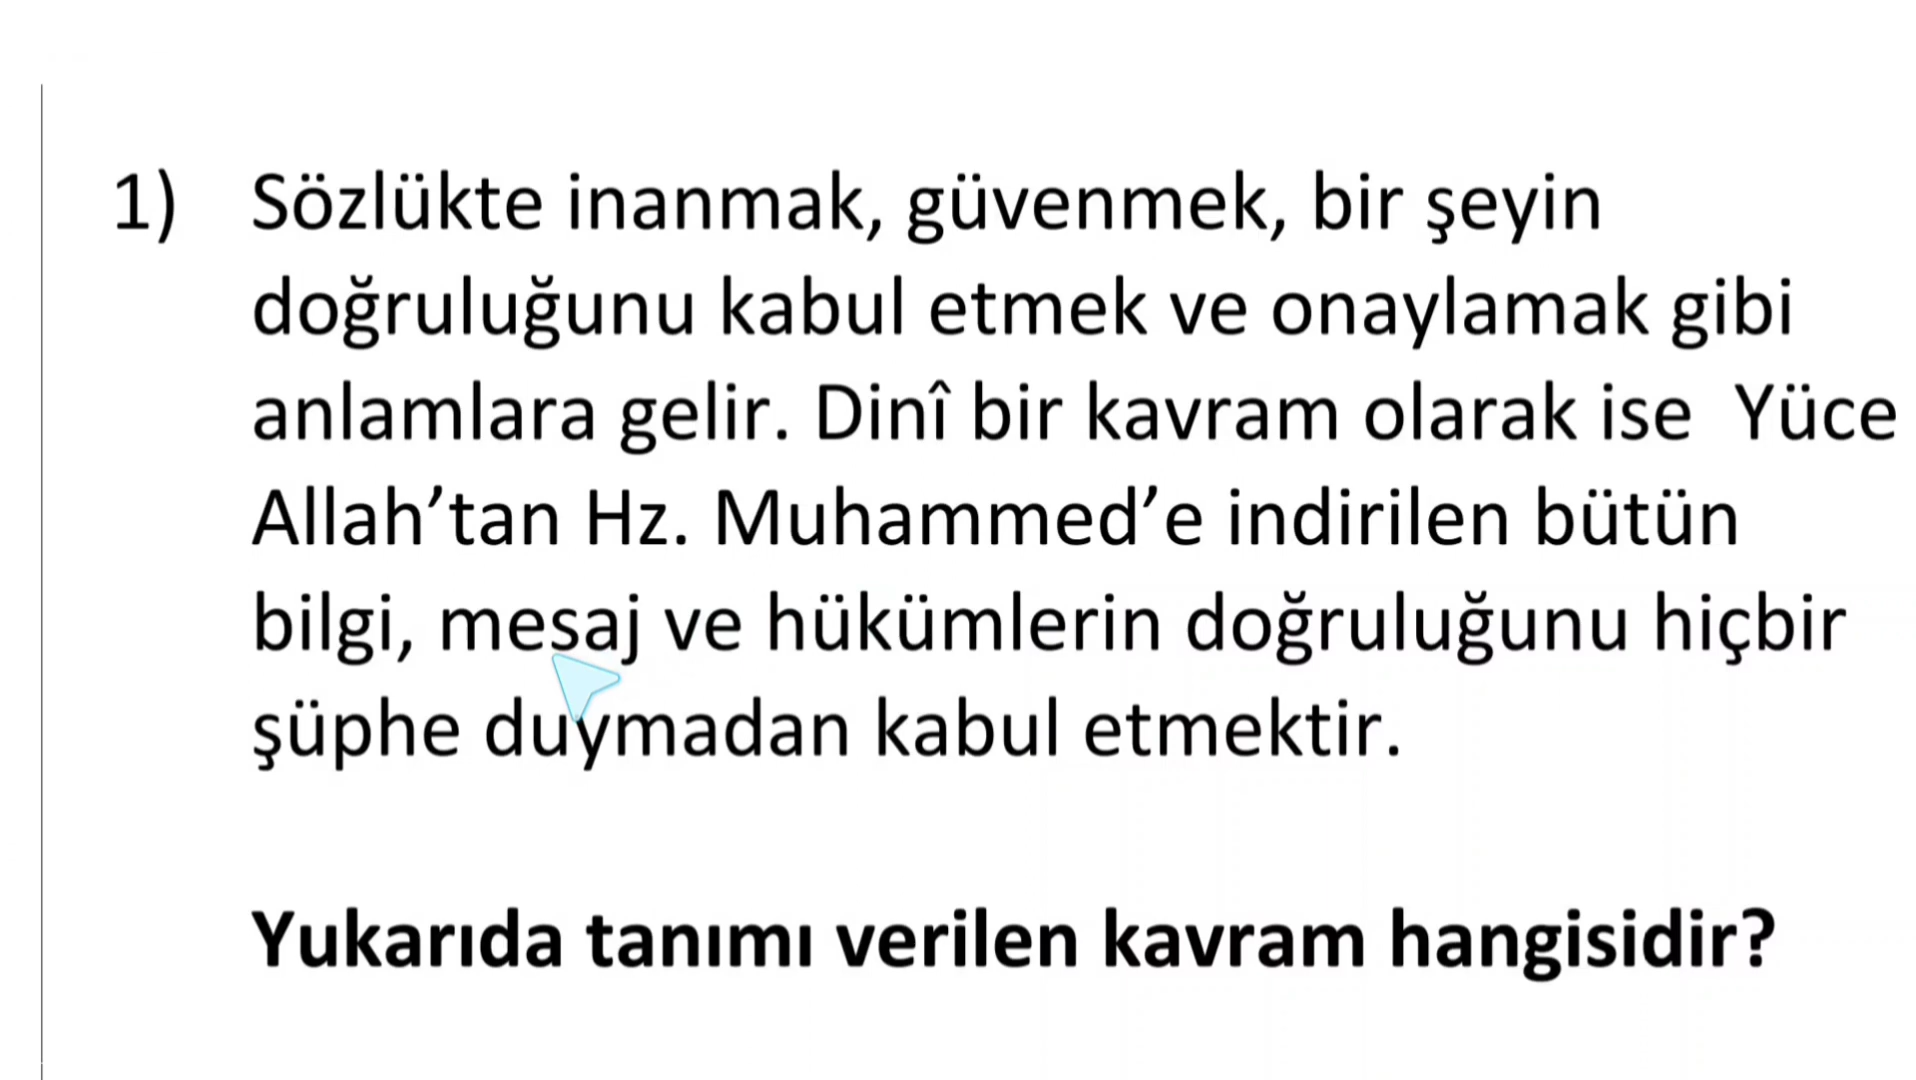 1) Sözlükte inanmak, güvenmek, bir şeyin
doğruluğunu kabul etmek ve onaylamak gibi
anlamlara gelir. Dinî bir kavram olarak ise Yüce
Allah’tan Hz. Muhammed’e indirilen bütün
bilgi, mesaj ve hükümlerin doğruluğunu hiçbir
şüphe duymadan kabul etmektir.
Yukarıda tanımı verilen kavram hangisidir?